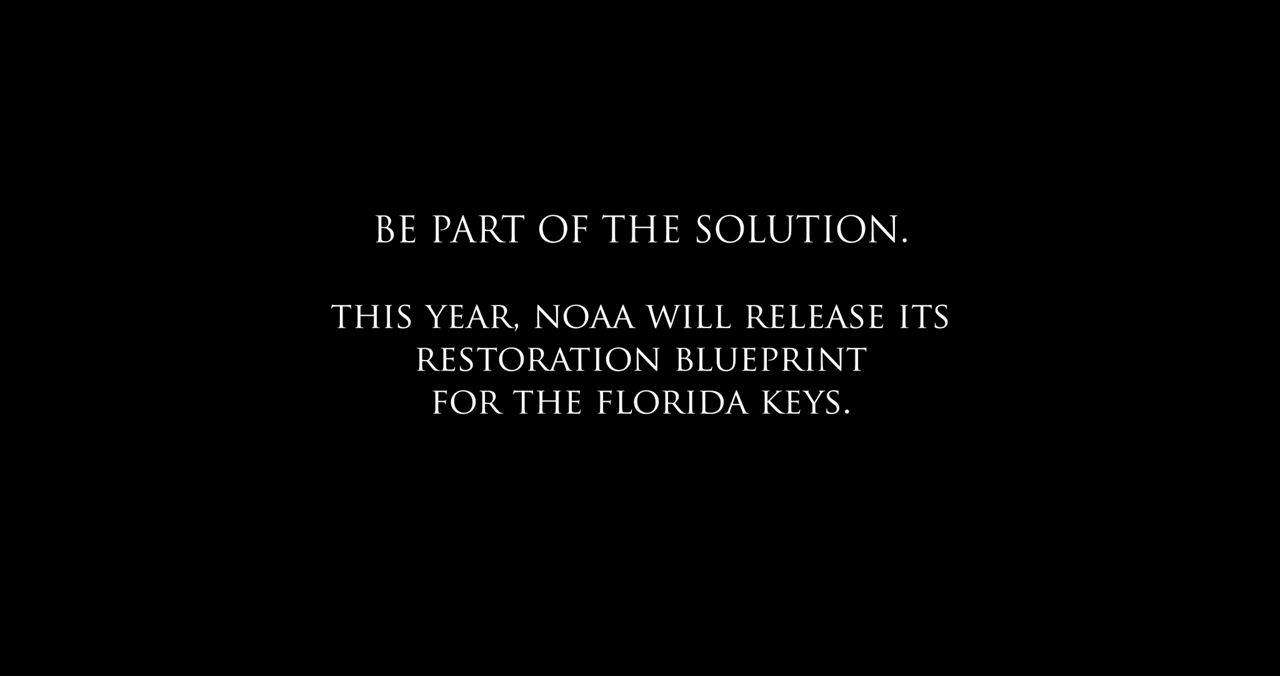 BE PART OF THE SOLUTION.
THIS YEAR, NOAA WILL RELEASE ITS
RESTORATION BLUEPRINT
FOR THE FLORIDA KEYS.